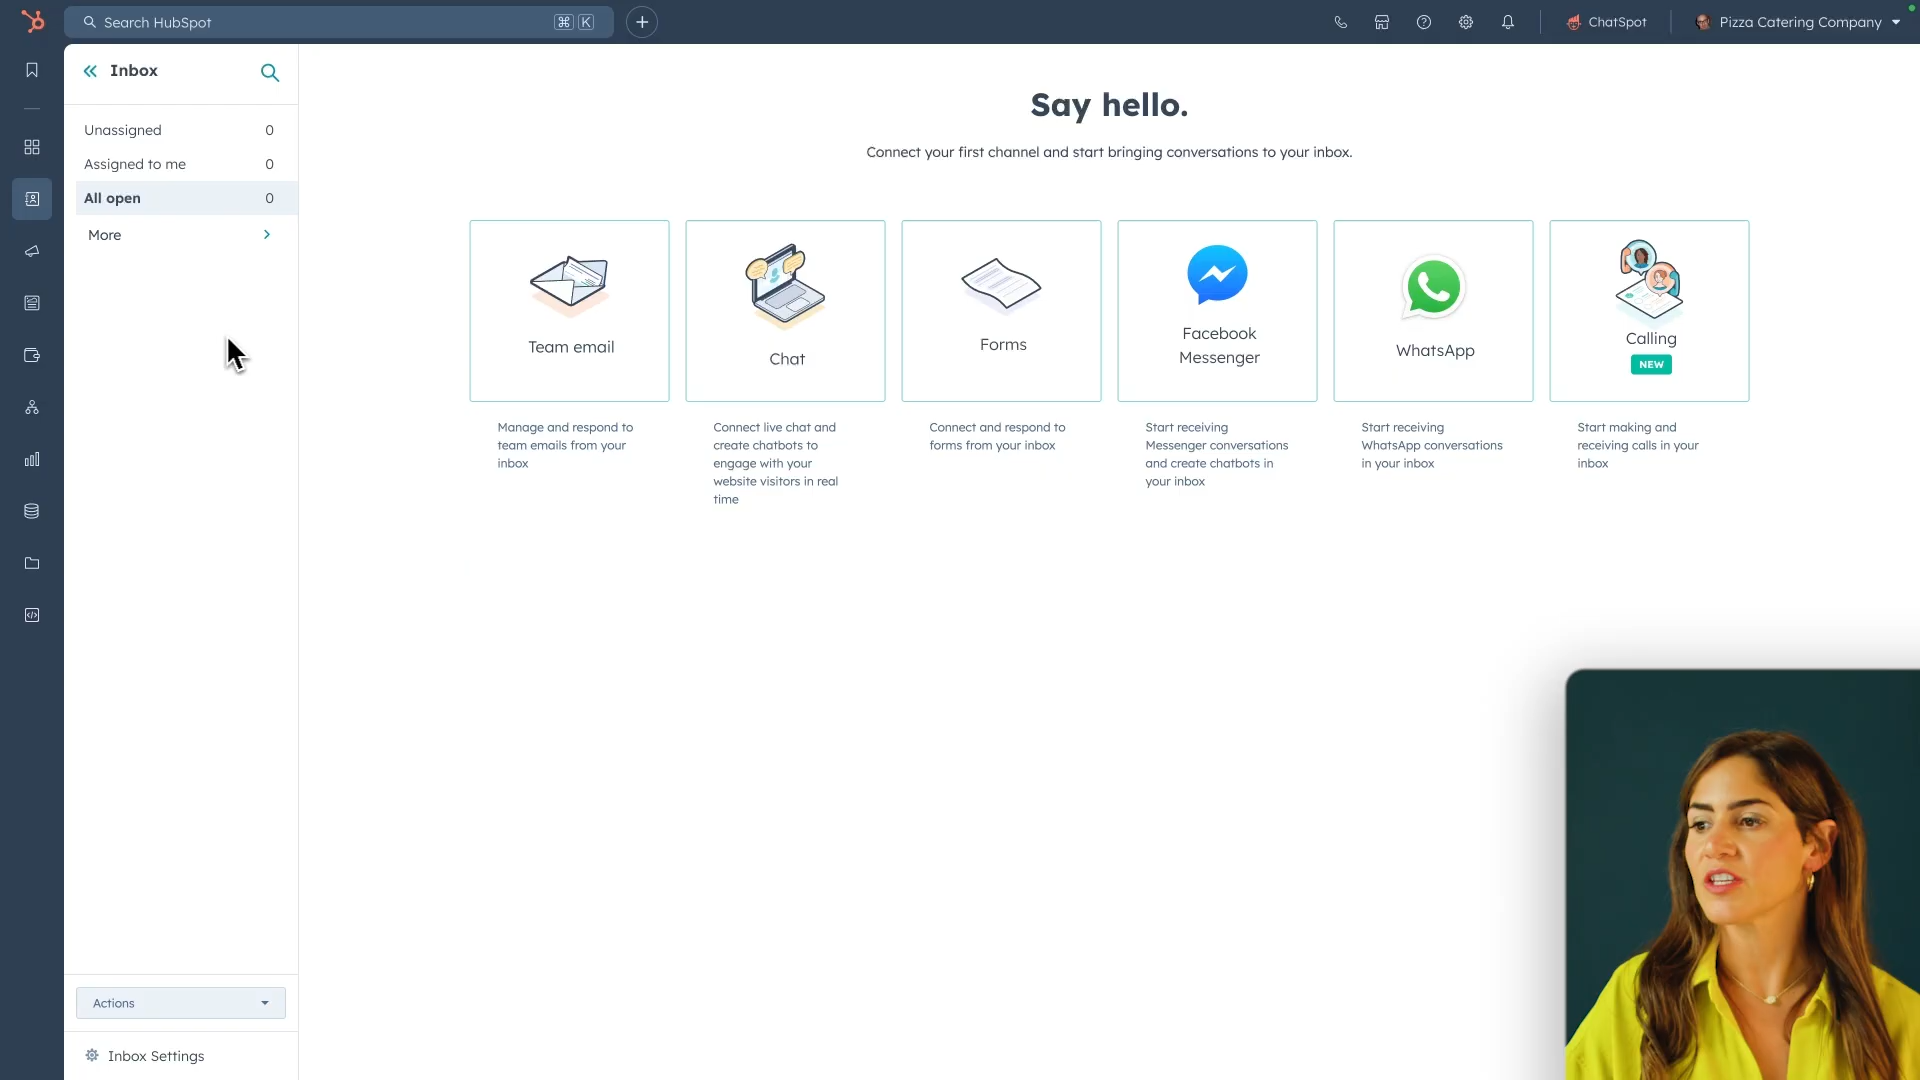 Search HubSpot
⌘ K
ChatSpot
Pizza Catering Company
Inbox
Unassigned 0
Assigned to me 0
All open 0
More
Actions
Inbox Settings
Say hello.
Connect your first channel and start bringing conversations to your inbox.
Team email
Manage and respond to
team emails from your
inbox
Chat
Connect live chat and
create chatbots to
engage with your
website visitors in real
time
Forms
Connect and respond to
forms from your inbox
Facebook
Messenger
Start receiving
Messenger conversations
and create chatbots in
your inbox
WhatsApp
Start receiving
WhatsApp conversations
in your inbox
Calling
NEW
Start making and
receiving calls in your
inbox